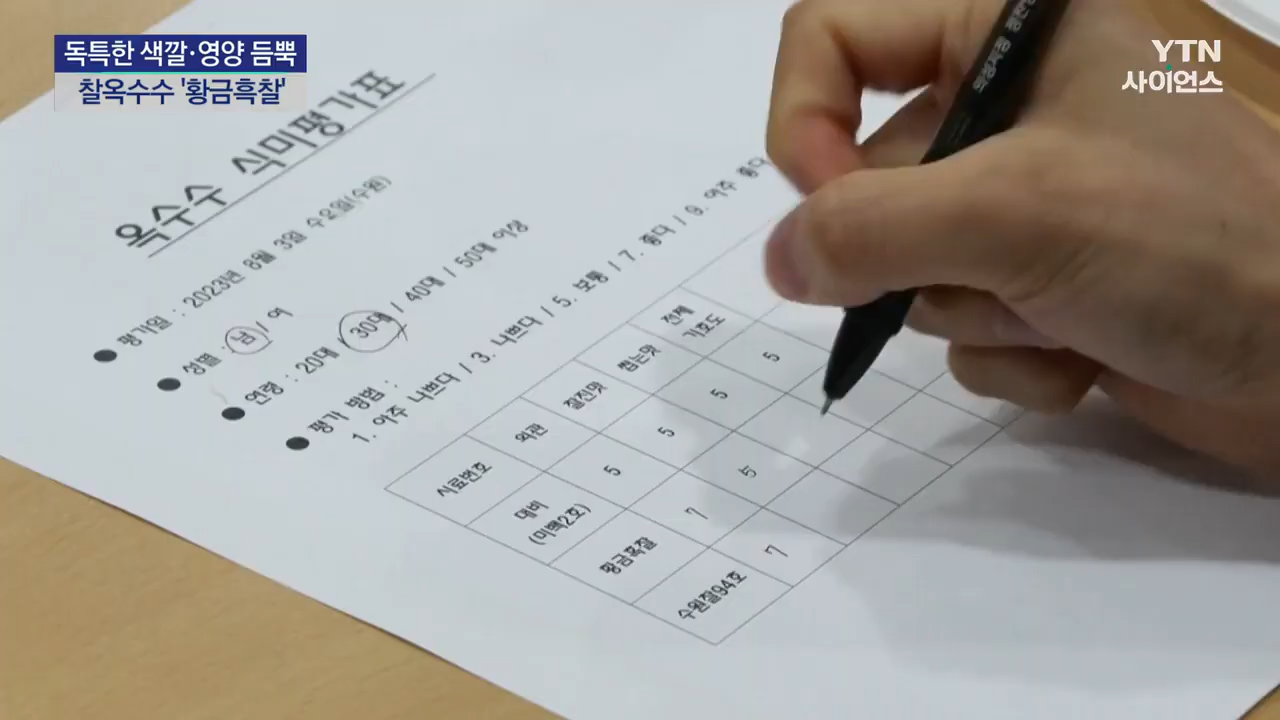 독특한 색깔·영양 듬뿍
찰옥수수 '황금흑찰'
YTN
사이언스
옥수수 식미평가표
● 평가일 : 2023년 8월 3일 수요일(수원)
● 성별 : 남 / 여
● 연령 : 20대 / 30대 / 40대 / 50대 이상
● 평가 방법 :
1. 아주 나쁘다 / 3. 나쁘다 / 5. 보통 / 7. 좋다 / 9. 아주 좋다
시료번호 외관 찰진맛 씹는맛 전체 기호도
대비 (미백2호) 5 5 5 5
황금흑찰 7 5
수원찰94호 7